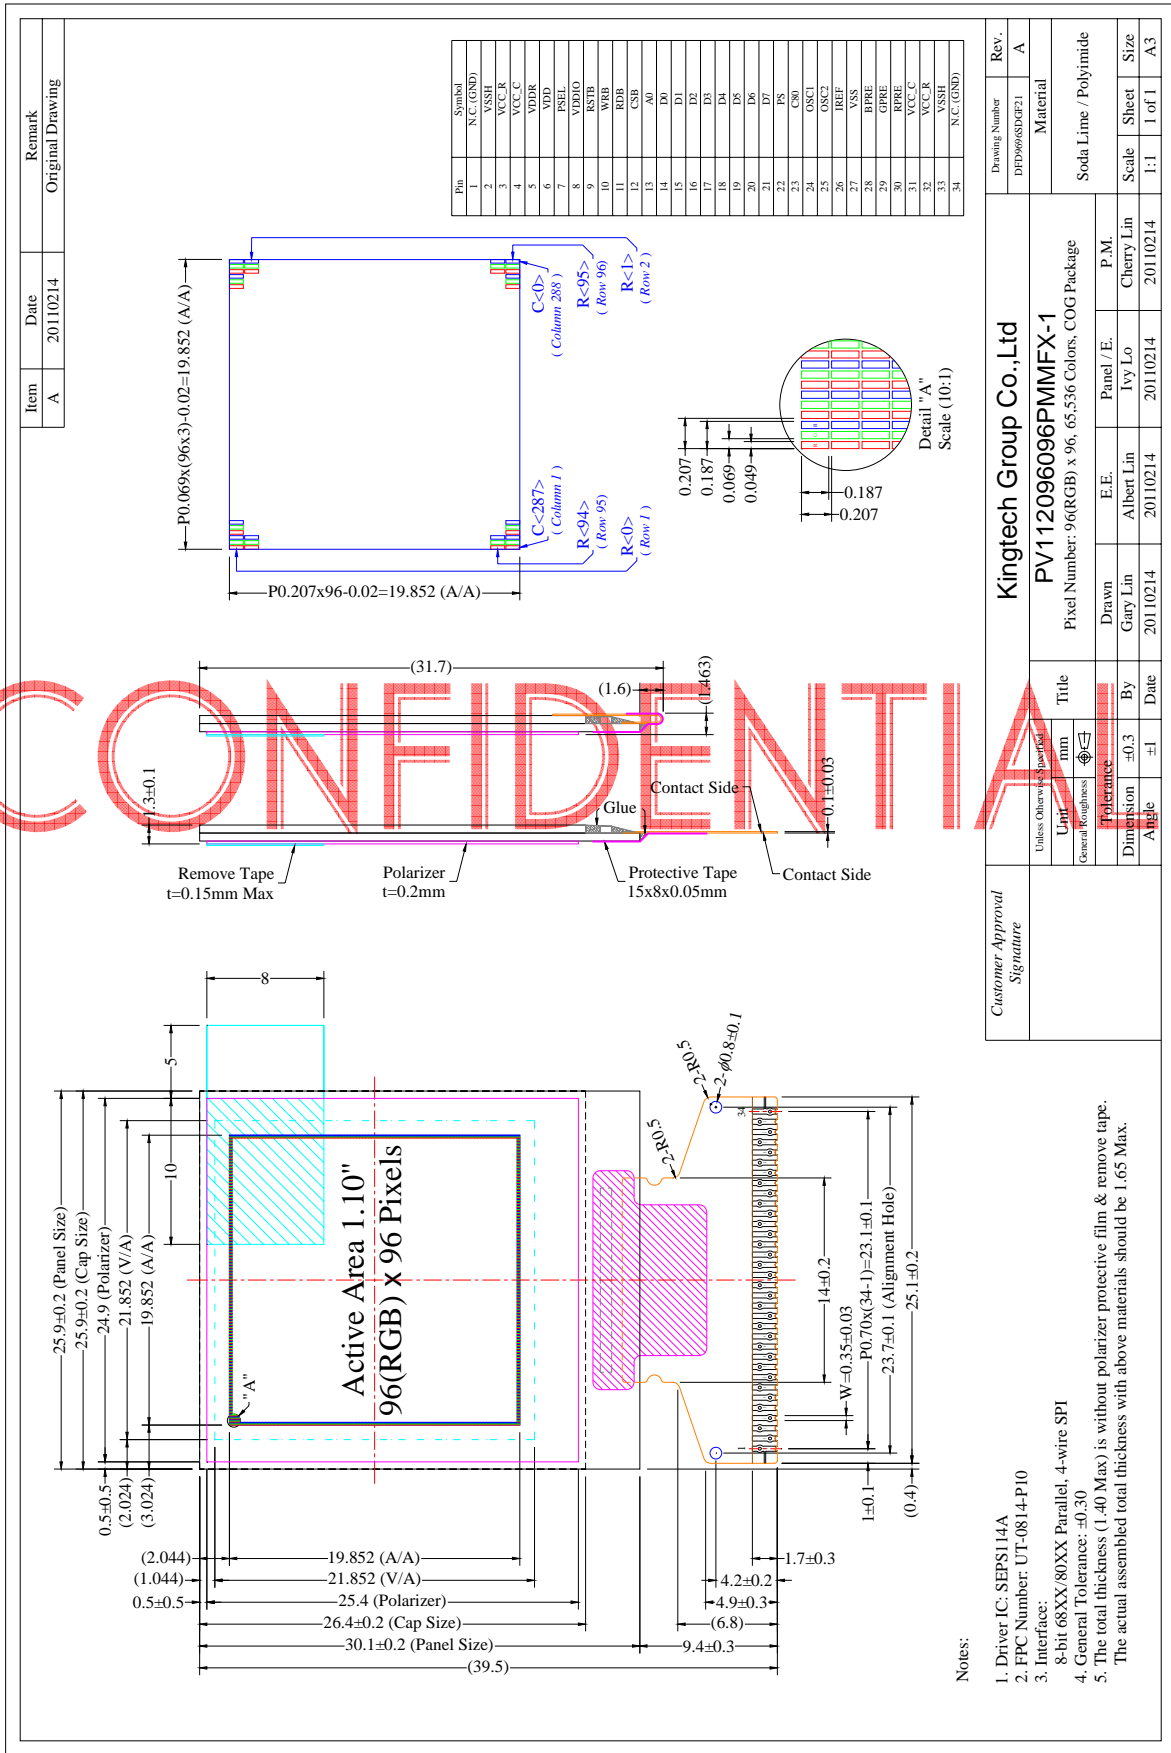 Item Date Remark
A 20110214 Original Drawing
P0.069x(96x3)-0.02=19.852 (A/A)
P0.207x96-0.02=19.852 (A/A)
C<287>
( Column 1 )
R<94>
( Row 95)
R<0>
( Row 1 )
C<0>
( Column 288 )
R<95>
( Row 96)
R<1>
( Row 2 )
Pin Symbol
1 N.C. (GND)
2 VSSH
3 VCC_R
4 VCC_C
5 VDDR
6 VDD
7 PSEL
8 VDDIO
9 RSTB
10 WRB
11 RDB
12 CSB
13 A0
14 D0
15 D1
16 D2
17 D3
18 D4
19 D5
20 D6
21 D7
22 PS
23 C80
24 OSC1
25 OSC2
26 IREF
27 VSS
28 BPRE
29 GPRE
30 RPRE
31 VCC_C
32 VCC_R
33 VSSH
34 N.C. (GND)
0.207
0.187
0.069
0.049
0.187
0.207
Detail "A"
Scale (10:1)
(31.7)
(1.6)
(1.463)
1.3±0.1
Glue
Contact Side
0.1±0.03
Remove Tape
t=0.15mm Max
Polarizer
t=0.2mm
Protective Tape
15x8x0.05mm
Contact Side
CONFIDENTIAL
25.9±0.2 (Panel Size)
25.9±0.2 (Cap Size)
24.9 (Polarizer)
21.852 (V/A)
19.852 (A/A)
0.5±0.5
(2.024)
(3.024)
5
10
8
"A"
Active Area 1.10"
96(RGB) x 96 Pixels
(2.044)
(1.044)
0.5±0.5
19.852 (A/A)
21.852 (V/A)
25.4 (Polarizer)
26.4±0.2 (Cap Size)
30.1±0.2 (Panel Size)
(39.5)
1.7±0.3
4.2±0.2
4.9±0.3
(6.8)
9.4±0.3
2-R0.5
2-R0.5
2-ϕ0.8±0.1
1
34
14±0.2
W=0.35±0.03
P0.70x(34-1)=23.1±0.1
23.7±0.1 (Alignment Hole)
25.1±0.2
1±0.1
(0.4)
Notes:
1. Driver IC: SEPS114A
2. FPC Number: UT-0814-P10
3. Interface:
8-bit 68XX/80XX Parallel, 4-wire SPI
4. General Tolerance: ±0.30
5. The total thickness (1.40 Max) is without polarizer protective film & remove tape.
The actual assembled total thickness with above materials should be 1.65 Max.
Customer Approval
Signature
Unless Otherwise Specified
Unit mm
General Roughness
Tolerance
Dimension ±0.3
Angle ±1
Kingtech Group Co.,Ltd
Title PV112096096PMMFX-1
Pixel Number: 96(RGB) x 96, 65,536 Colors, COG Package
Drawn E.E. Panel / E. P.M.
By Gary Lin Albert Lin Ivy Lo Cherry Lin
Date 20110214 20110214 20110214 20110214
Drawing Number Rev.
DFD9696SDGF21 A
Material
Soda Lime / Polyimide
Scale Sheet Size
1:1 1 of 1 A3